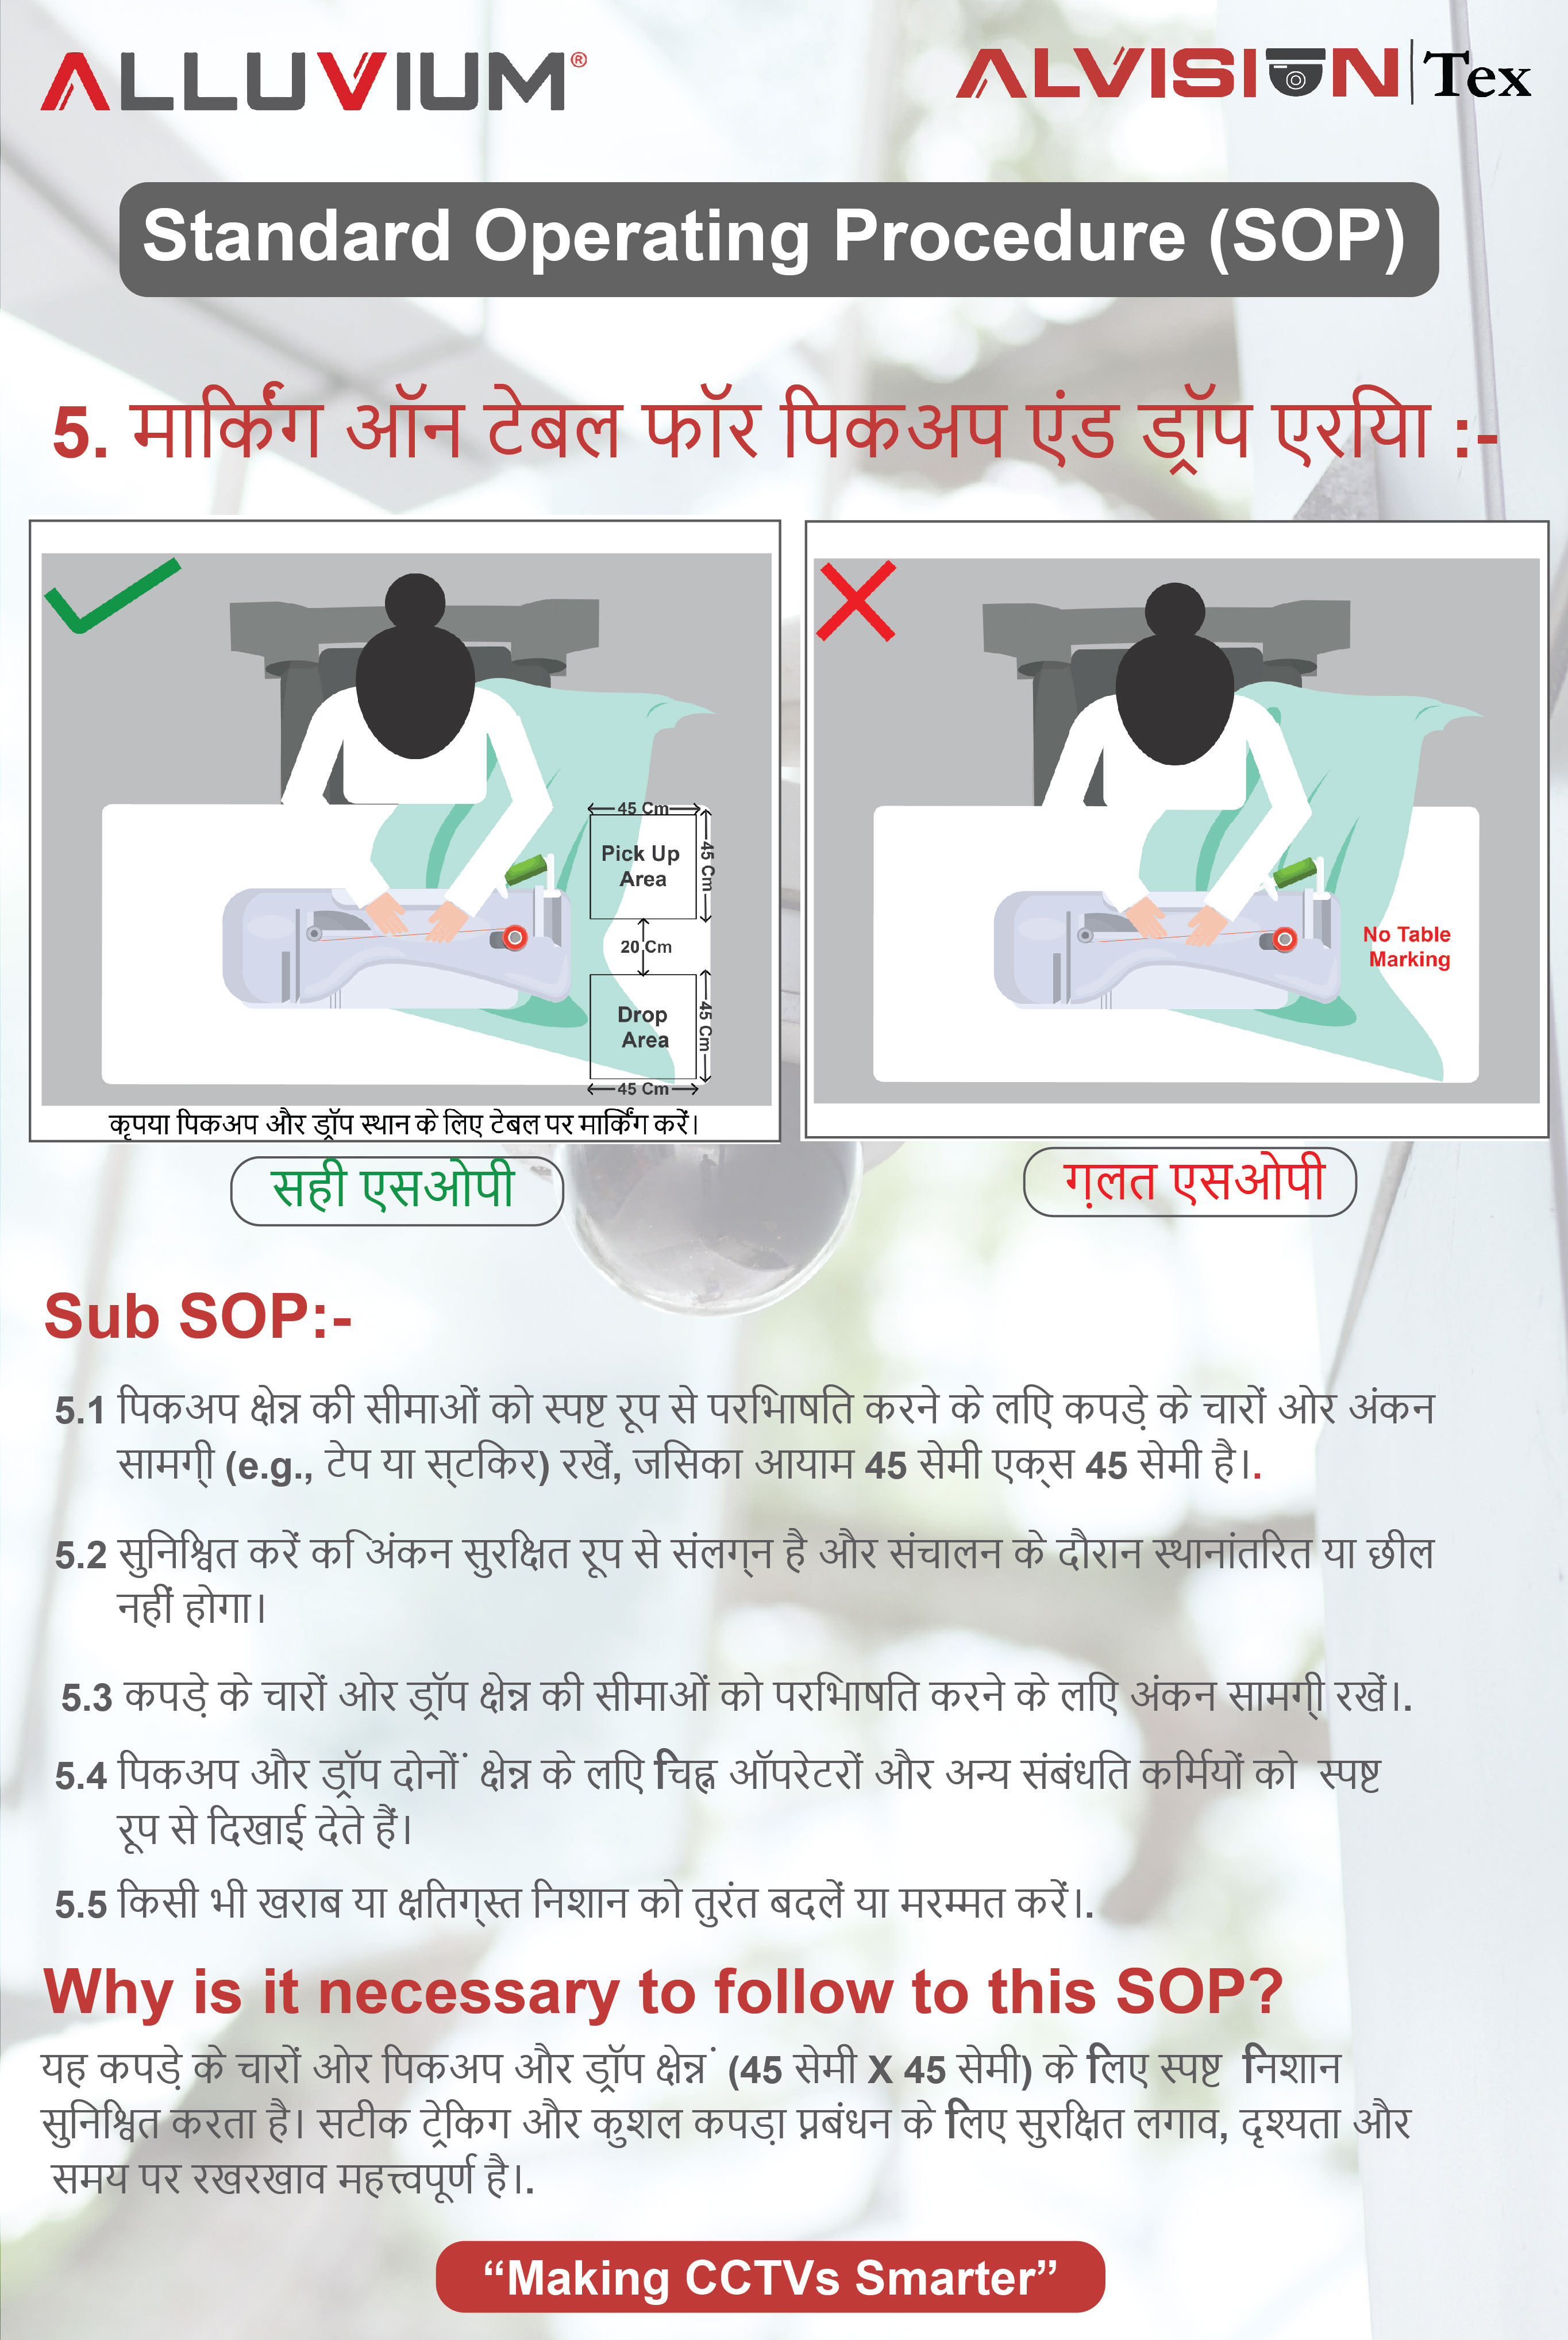 ALLUVIUM®
ALVISION | Tex
Standard Operating Procedure (SOP)
5. मार्किंग ऑन टेबल फॉर पिकअप एंड ड्रॉप एरिया :-
45 Cm
Pick Up
Area
45 Cm
20 Cm
Drop
Area
45 Cm
45 Cm
कृपया पिकअप और ड्रॉप स्थान के लिए टेबल पर मार्किंग करें।
सही एसओपी
No Table
Marking
ग़लत एसओपी
Sub SOP:-
5.1 पिकअप क्षेन्न की सीमाओं को स्पष्ट रूप से परिभाषित करने के लिए कपड़े के चारों ओर अंकन
सामग्री (e.g., टेप या स्टिकर) रखें, जिसका आयाम 45 सेमी एक्स 45 सेमी है।.
5.2 सुनिश्चित करें कि अंकन सुरक्षित रूप से संलग्न है और संचालन के दौरान स्थानांतरित या छील
नहीं होगा।
5.3 कपड़े के चारों ओर ड्रॉप क्षेन्न की सीमाओं को परिभाषित करने के लिए अंकन सामग्री रखें।.
5.4 पिकअप और ड्रॉप दोनों ं क्षेन्न के लिए चिह्न ऑपरेटरों और अन्य संबंधित कर्मियों को स्पष्ट
रूप से दिखाई देते हैं।
5.5 किसी भी खराब या क्षतिग्स्त निशान को तुरंत बदलें या मरम्मत करें।.
Why is it necessary to follow to this SOP?
यह कपड़े के चारों ओर पिकअप और ड्रॉप क्षेन्न ं (45 सेमी X 45 सेमी) के लिए स्पष्ट निशान
सुनिश्चित करता है। सटीक ट्रेकिग और कुशल कपड़ा प्रबंधन के लिए सुरक्षित लगाव, दृश्यता और
समय पर रखरखाव महत्त्वपूर्ण है।.
“Making CCTVs Smarter”